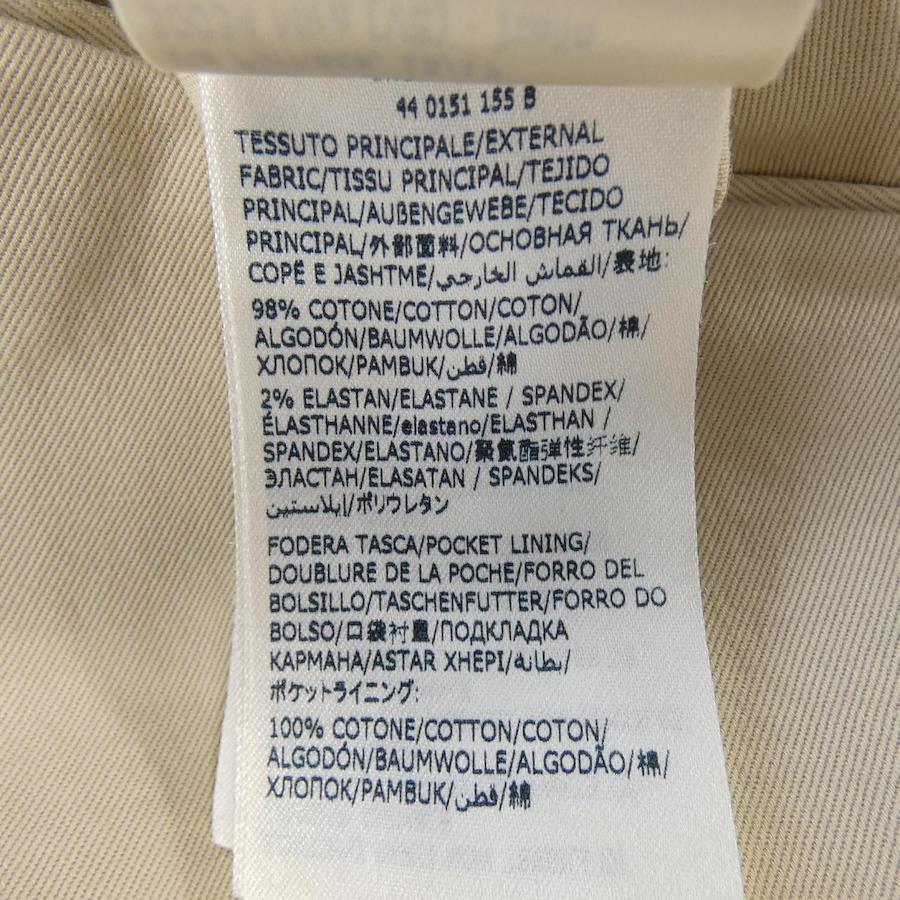 44 0151 155 B
TESSUTO PRINCIPALE/EXTERNAL
FABRIC/TISSU PRINCIPAL/TEJIDO
PRINCIPAL/AUßENGEWEBE/TECIDO
PRINCIPAL/外部面料/ОСНОВНАЯ ТКАНЬ/
COPË E JASHTME/القماش الخارجي/表地:
98% COTONE/COTTON/COTON/
ALGODÓN/BAUMWOLLE/ALGODÃO/棉/
ХЛОПОК/PAMBUK/قطن/綿
2% ELASTAN/ELASTANE / SPANDEX/
ÉLASTHANNE/elastano/ELASTHAN /
SPANDEX/ELASTANO/聚氨酯弹性纤维/
ЭЛАСТАН/ELASATAN / SPANDEKS/
إيلاستين/ポリウレタン
FODERA TASCA/POCKET LINING/
DOUBLURE DE LA POCHE/FORRO DEL
BOLSILLO/TASCHENFUTTER/FORRO DO
BOLSO/口袋衬量/ПОДКЛАДКА
КАРМАНА/ASTAR XHEPI/بطانه/
ポケットライニング:
100% COTONE/COTTON/COTON/
ALGODÓN/BAUMWOLLE/ALGODÃO/棉/
ХЛОПОК/PAMBUK/قطن/綿